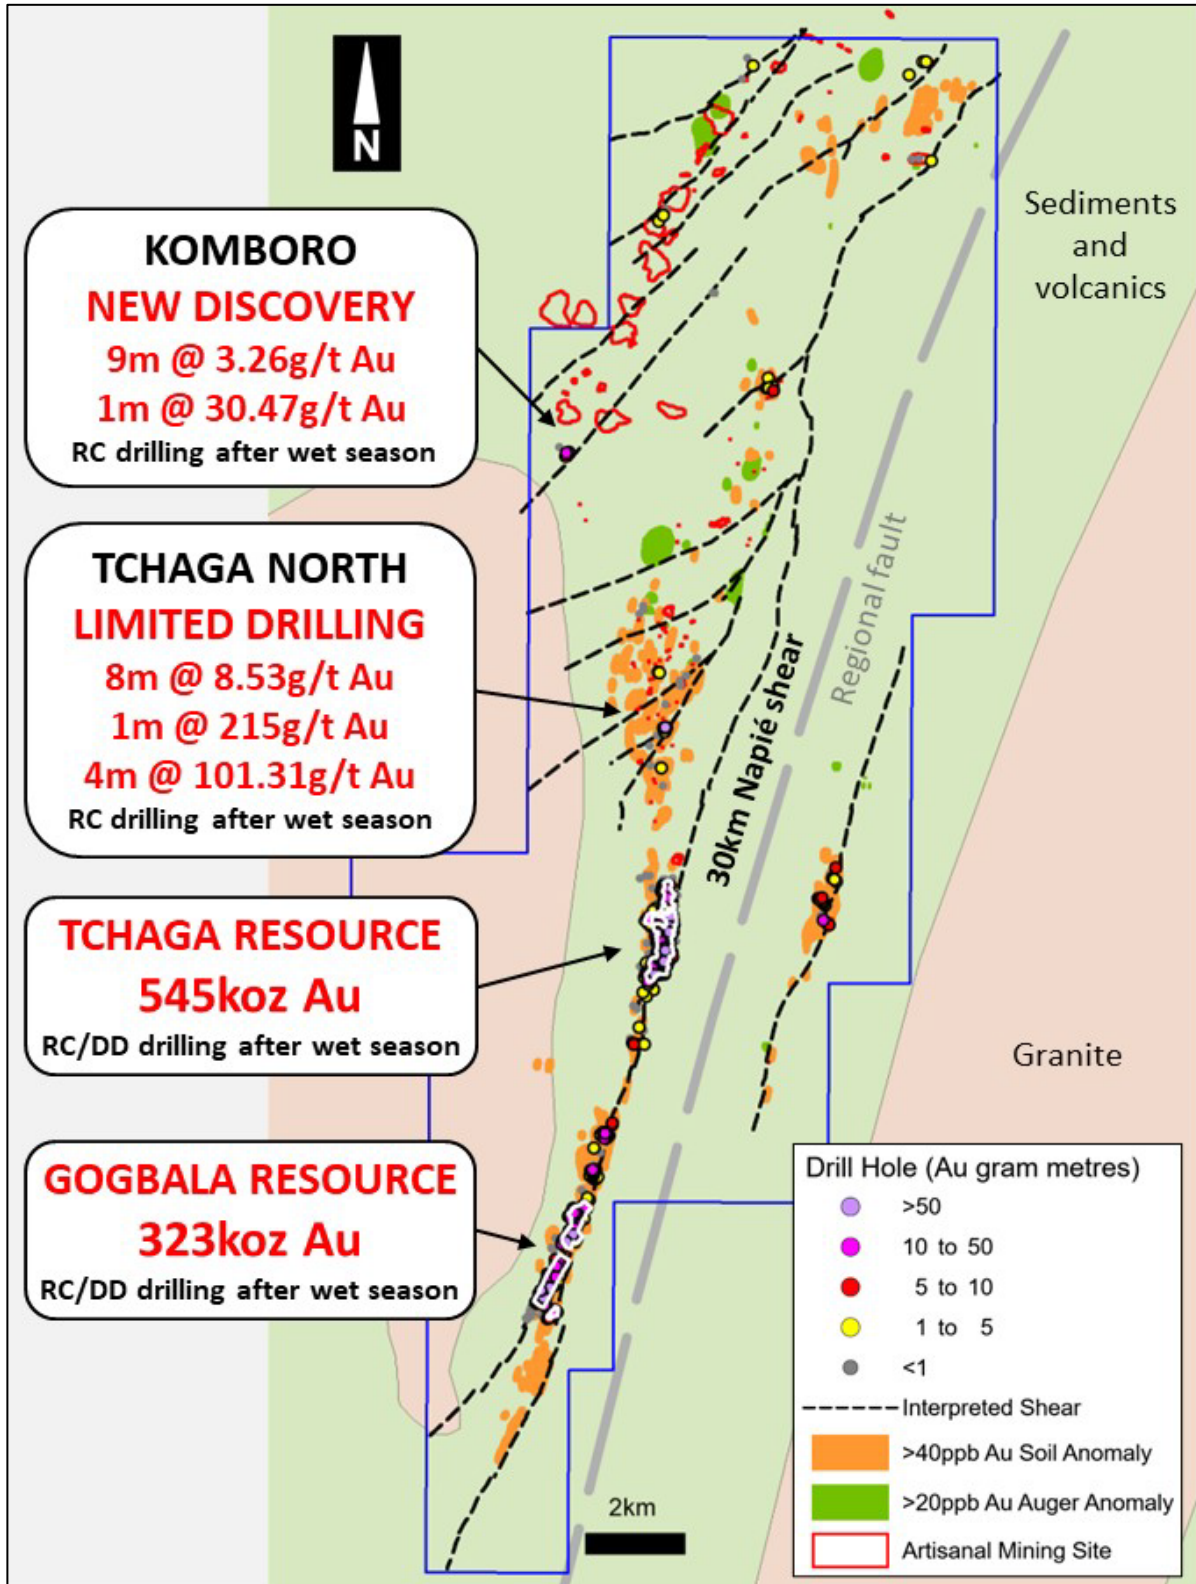 N
KOMBORO
NEW DISCOVERY
9m @ 3.26g/t Au
1m @ 30.47g/t Au
RC drilling after wet season
TCHAGA NORTH
LIMITED DRILLING
8m @ 8.53g/t Au
1m @ 215g/t Au
4m @ 101.31g/t Au
RC drilling after wet season
TCHAGA RESOURCE
545koz Au
RC/DD drilling after wet season
GOGBALA RESOURCE
323koz Au
RC/DD drilling after wet season
Sediments
and
volcanics
Regional fault
30km Napié shear
Granite
2km
Drill Hole (Au gram metres)
>50
10 to 50
5 to 10
1 to 5
<1
Interpreted Shear
>40ppb Au Soil Anomaly
>20ppb Au Auger Anomaly
Artisanal Mining Site